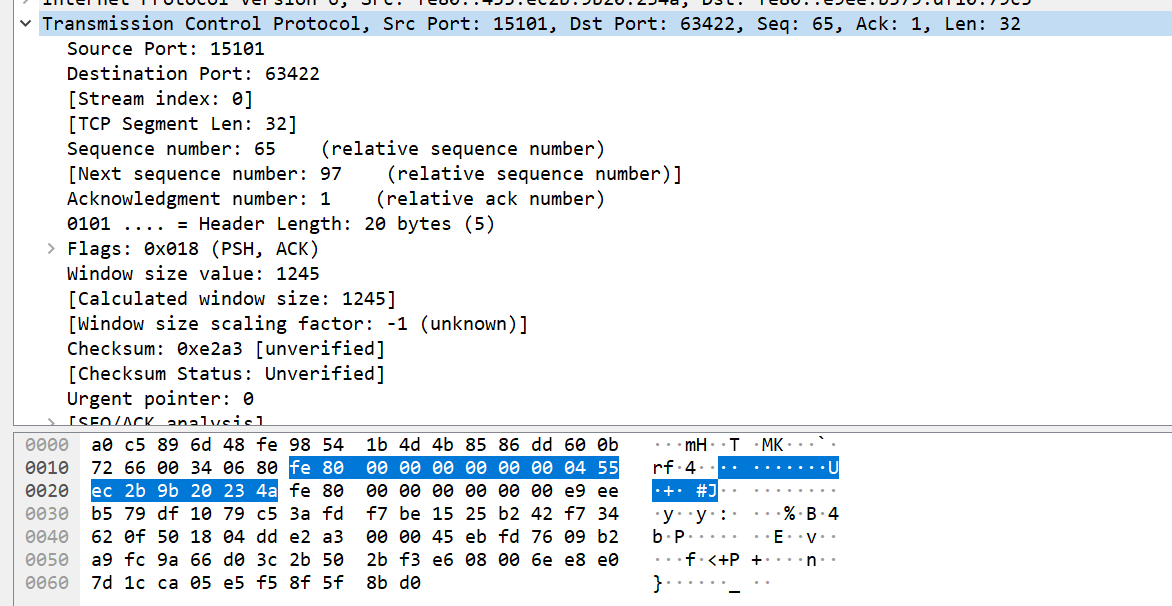 Internet Protocol Version 6, Src: fe80::455:ec2b:9b20:234a, Dst: fe80::e9ee:b579:df10:79c5
Transmission Control Protocol, Src Port: 15101, Dst Port: 63422, Seq: 65, Ack: 1, Len: 32
Source Port: 15101
Destination Port: 63422
[Stream index: 0]
[TCP Segment Len: 32]
Sequence number: 65    (relative sequence number)
[Next sequence number: 97    (relative sequence number)]
Acknowledgment number: 1    (relative ack number)
0101 .... = Header Length: 20 bytes (5)
Flags: 0x018 (PSH, ACK)
Window size value: 1245
[Calculated window size: 1245]
[Window size scaling factor: -1 (unknown)]
Checksum: 0xe2a3 [unverified]
[Checksum Status: Unverified]
Urgent pointer: 0
[SEQ/ACK analysis]
0000  a0 c5 89 6d 48 fe 98 54  1b 4d 4b 85 86 dd 60 0b   ···mH··T ·MK···`·
0010  72 66 00 34 06 80 fe 80  00 00 00 00 00 00 04 55   rf·4···· ·······U
0020  ec 2b 9b 20 23 4a fe 80  00 00 00 00 00 00 e9 ee   ·+· #J·· ········
0030  b5 79 df 10 79 c5 3a fd  f7 be 15 25 b2 42 f7 34   ·y··y·:· ···%·B·4
0040  62 0f 50 18 04 dd e2 a3  00 00 45 eb fd 76 09 b2   b·P····· ··E··v··
0050  a9 fc 9a 66 d0 3c 2b 50  2b f3 e6 08 00 6e e8 e0   ···f·<+P +····n··
0060  7d 1c ca 05 e5 f5 8f 5f  8b d0                     }······_ ··